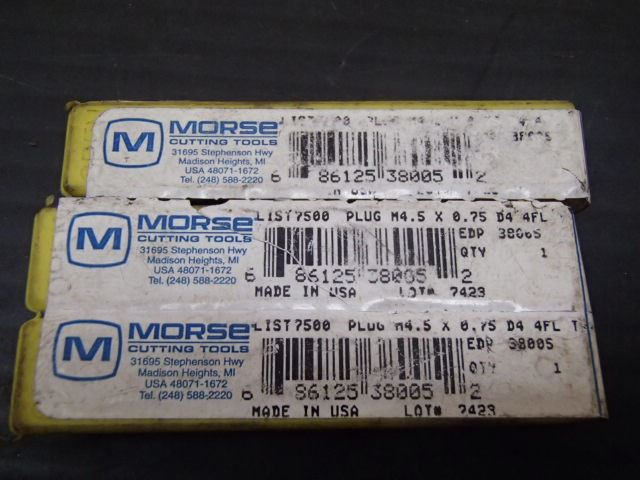 MORSE
CUTTING TOOLS
31695 Stephenson Hwy
Madison Heights, MI
USA 48071-1672
Tel. (248) 588-2220
M
38005
6 86125 38005 2
MORSE
CUTTING TOOLS
31695 Stephenson Hwy
Madison Heights, MI
USA 48071-1672
Tel. (248) 588-2220
M
LIST7500 PLUG M4.5 X 0.75 D4 4FL
EDP 38005
QTY 1
6 86125 38005 2
MADE IN USA LOT# 7423
MORSE
CUTTING TOOLS
31695 Stephenson Hwy
Madison Heights, MI
USA 48071-1672
Tel. (248) 588-2220
M
LIST7500 PLUG M4.5 X 0.75 D4 4FL
EDP 38005
QTY 1
6 86125 38005 2
MADE IN USA LOT# 7423